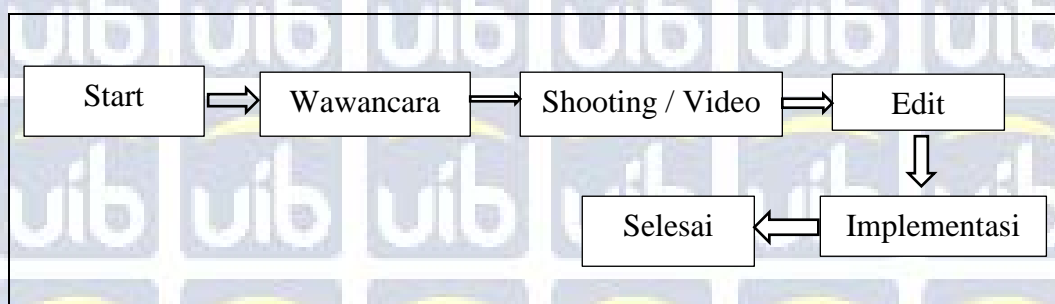 Start
Wawancara
Shooting / Video
Edit
Selesai
Implementasi